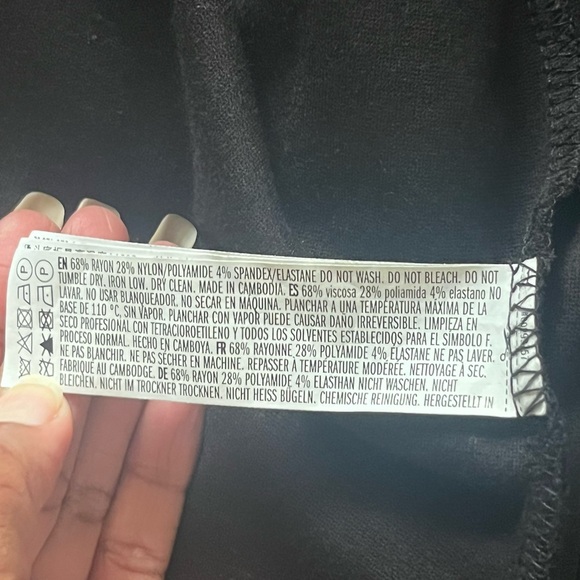 EN 68% RAYON 28% NYLON/POLYAMIDE 4% SPANDEX/ELASTANE DO NOT WASH. DO NOT BLEACH. DO NOT
TUMBLE DRY, IRON LOW. DRY CLEAN. MADE IN CAMBODIA. ES 68% viscosa 28% poliamida 4% elastano NO
LAVAR. NO USAR BLANQUEADOR. NO SECAR EN MAQUINA. PLANCHAR A UNA TEMPERATURA MÁXIMA DE LA
BASE DE 110 °C, SIN VAPOR. PLANCHAR CON VAPOR PUEDE CAUSAR DAÑO IRREVERSIBLE. LIMPIEZA EN
SECO PROFESIONAL CON TETRACLOROETILENO Y TODOS LOS SOLVENTES ESTABLECIDOS PARA EL SIMBOLO F.
PROCESO NORMAL. HECHO EN CAMBOYA. FR 68% RAYONNE 28% POLYAMIDE 4% ELASTANE NE PAS LAVER.
NE PAS BLANCHIR. NE PAS SÉCHER EN MACHINE. REPASSER À TEMPÉRATURE MODÉRÉE. NETTOYAGE À SEC.
FABRIQUÉ AU CAMBODGE. DE 68% RAYON 28% POLYAMID 4% ELASTHAN NICHT WASCHEN. NICHT
BLEICHEN. NICHT IM TROCKNER TROCKNEN. NICHT HEISS BÜGELN. CHEMISCHE REINIGUNG. HERGESTELLT IN
P
P